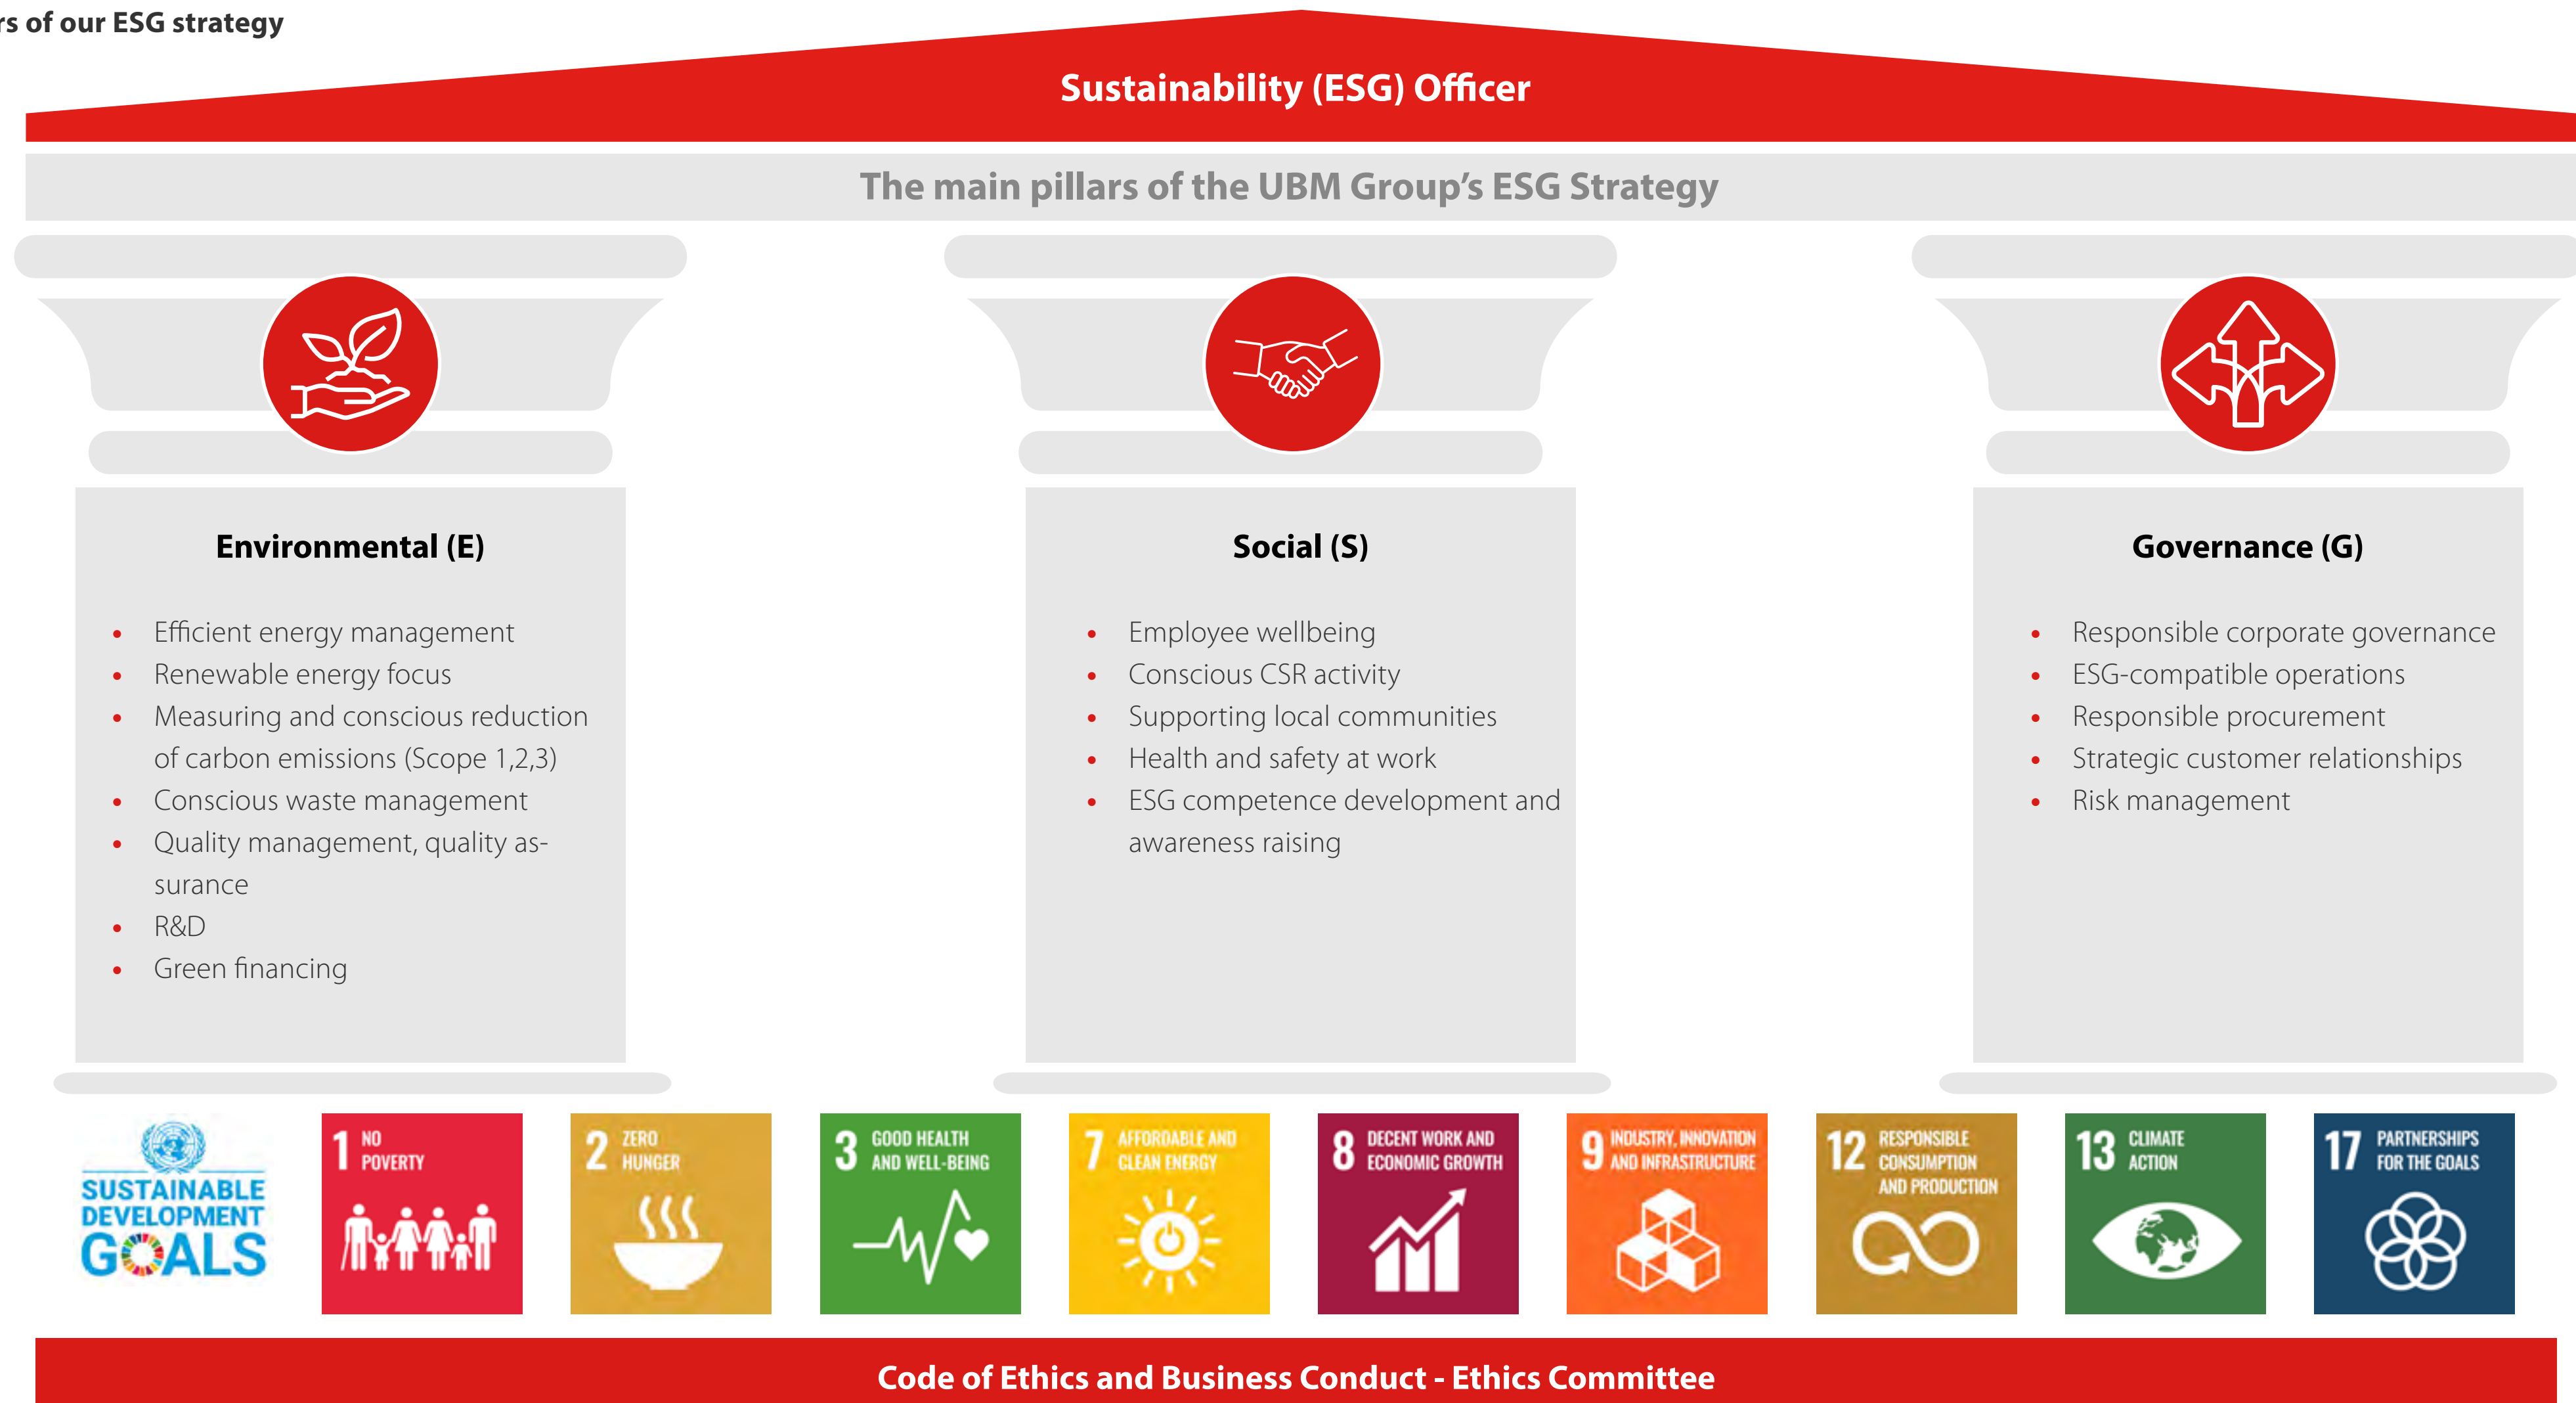 rs of our ESG strategy
Sustainability (ESG) Officer
The main pillars of the UBM Group's ESG Strategy
Environmental (E)
• Efficient energy management
• Renewable energy focus
• Measuring and conscious reduction
of carbon emissions (Scope 1,2,3)
• Conscious waste management
• Quality management, quality as-
surance
• R&D
• Green financing
Social (S)
• Employee wellbeing
• Conscious CSR activity
• Supporting local communities
• Health and safety at work
• ESG competence development and
awareness raising
Governance (G)
• Responsible corporate governance
• ESG-compatible operations
• Responsible procurement
• Strategic customer relationships
• Risk management
SUSTAINABLE
DEVELOPMENT
GOALS
1 NO
POVERTY
2 ZERO
HUNGER
3 GOOD HEALTH
AND WELL-BEING
7 AFFORDABLE AND
CLEAN ENERGY
8 DECENT WORK AND
ECONOMIC GROWTH
9 INDUSTRY, INNOVATION
AND INFRASTRUCTURE
12 RESPONSIBLE
CONSUMPTION
AND PRODUCTION
13 CLIMATE
ACTION
17 PARTNERSHIPS
FOR THE GOALS
Code of Ethics and Business Conduct - Ethics Committee